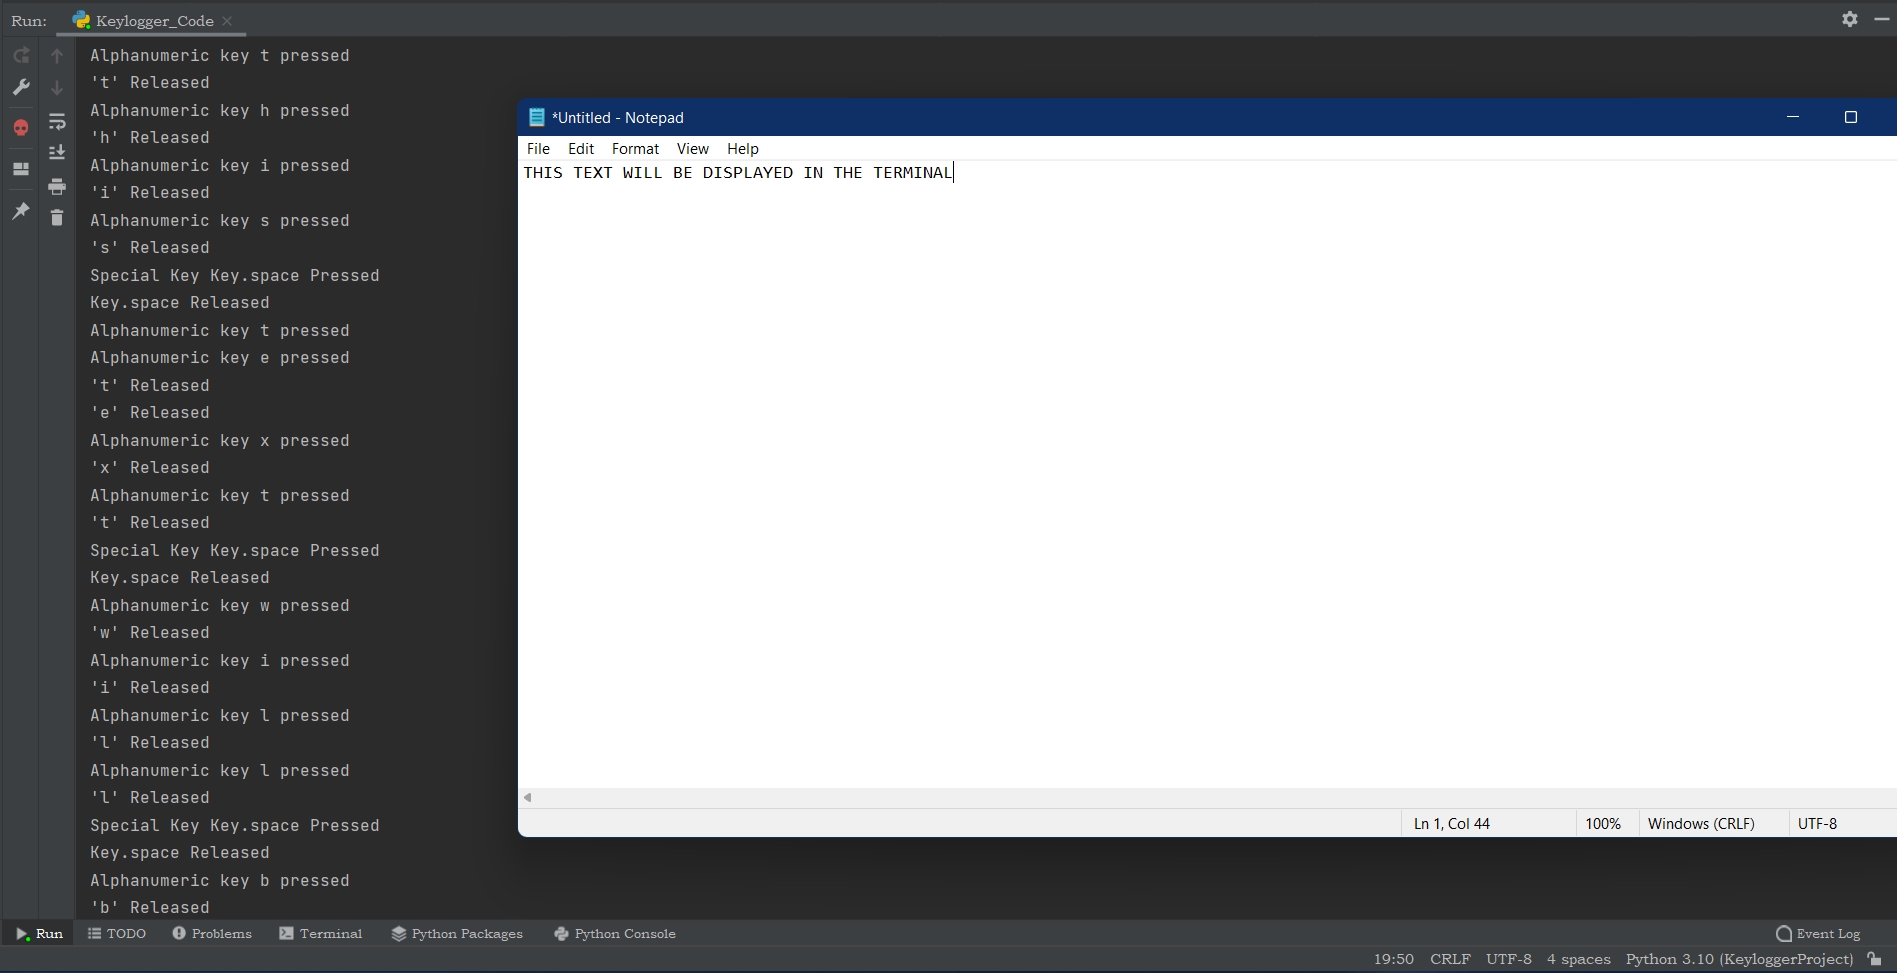 Run: Keylogger_Code
Alphanumeric key t pressed
't' Released
Alphanumeric key h pressed
'h' Released
Alphanumeric key i pressed
'i' Released
Alphanumeric key s pressed
's' Released
Special Key Key.space Pressed
Key.space Released
Alphanumeric key t pressed
Alphanumeric key e pressed
't' Released
'e' Released
Alphanumeric key x pressed
'x' Released
Alphanumeric key t pressed
't' Released
Special Key Key.space Pressed
Key.space Released
Alphanumeric key w pressed
'w' Released
Alphanumeric key i pressed
'i' Released
Alphanumeric key l pressed
'l' Released
Alphanumeric key l pressed
'l' Released
Special Key Key.space Pressed
Key.space Released
Alphanumeric key b pressed
'b' Released
*Untitled - Notepad
File Edit Format View Help
THIS TEXT WILL BE DISPLAYED IN THE TERMINAL
Ln 1, Col 44 100% Windows (CRLF) UTF-8
Run TODO Problems Terminal Python Packages Python Console Event Log
19:50 CRLF UTF-8 4 spaces Python 3.10 (KeyloggerProject)